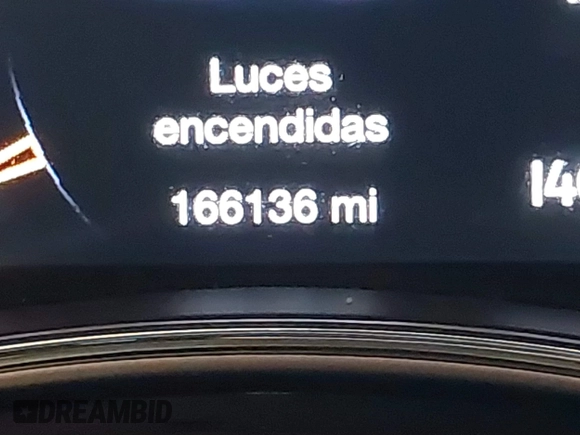 Luces
encendidas
166136 mi
DREAMBID